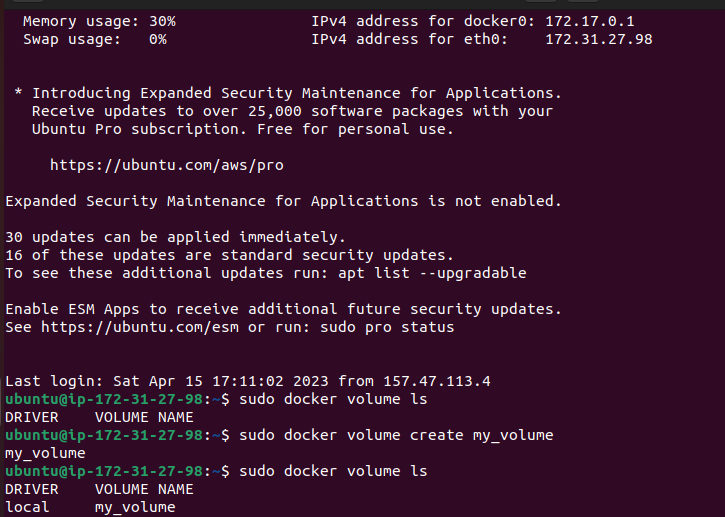 Memory usage: 30%               IPv4 address for docker0: 172.17.0.1
Swap usage:   0%                IPv4 address for eth0:    172.31.27.98
* Introducing Expanded Security Maintenance for Applications.
Receive updates to over 25,000 software packages with your
Ubuntu Pro subscription. Free for personal use.
https://ubuntu.com/aws/pro
Expanded Security Maintenance for Applications is not enabled.
30 updates can be applied immediately.
16 of these updates are standard security updates.
To see these additional updates run: apt list --upgradable
Enable ESM Apps to receive additional future security updates.
See https://ubuntu.com/esm or run: sudo pro status
Last login: Sat Apr 15 17:11:02 2023 from 157.47.113.4
ubuntu@ip-172-31-27-98:~$ sudo docker volume ls
DRIVER    VOLUME NAME
ubuntu@ip-172-31-27-98:~$ sudo docker volume create my_volume
my_volume
ubuntu@ip-172-31-27-98:~$ sudo docker volume ls
DRIVER    VOLUME NAME
local     my_volume